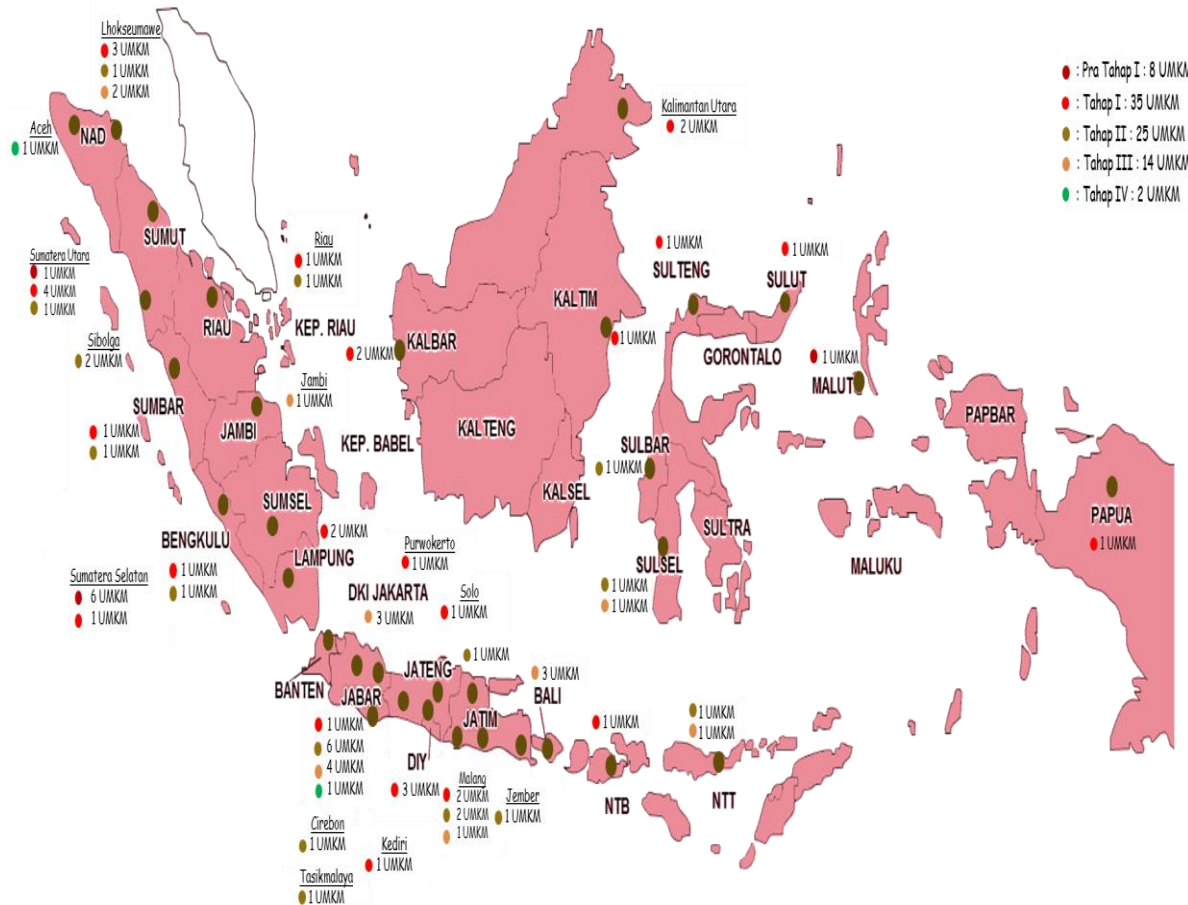 Lhokseumawe
3 UMKM
1 UMKM
2 UMKM
: Pra Tahap I : 8 UMKM
: Tahap I : 35 UMKM
: Tahap II : 25 UMKM
: Tahap III : 14 UMKM
: Tahap IV : 2 UMKM
Kalimantan Utara
2 UMKM
Aceh
1 UMKM
NAD
SUMUT
Sumatera Utara
1 UMKM
4 UMKM
1 UMKM
Riau
1 UMKM
1 UMKM
RIAU
KEP. RIAU
1 UMKM
SULTENG
1 UMKM
SULUT
KALTIM
1 UMKM
Sibolga
2 UMKM
2 UMKM
KALBAR
GORONTALO
1 UMKM
MALUT
SUMBAR
1 UMKM
1 UMKM
Jambi
1 UMKM
JAMBI
KEP. BABEL
KALTENG
KALSEL
1 UMKM
SULBAR
SULTRA
PAPBAR
PAPUA
1 UMKM
MALUKU
SUMSEL
2 UMKM
BENGKULU
1 UMKM
1 UMKM
LAMPUNG
Sumatera Selatan
6 UMKM
1 UMKM
Purwokerto
1 UMKM
DKI JAKARTA
3 UMKM
Solo
1 UMKM
SULSEL
1 UMKM
1 UMKM
BANTEN
JABAR
1 UMKM
6 UMKM
4 UMKM
1 UMKM
JATENG
1 UMKM
JATIM
3 UMKM
BALI
DIY
3 UMKM
1 UMKM
NTB
1 UMKM
1 UMKM
NTT
Malang
2 UMKM
2 UMKM
1 UMKM
Jember
1 UMKM
Cirebon
1 UMKM
Kediri
1 UMKM
Tasikmalaya
1 UMKM